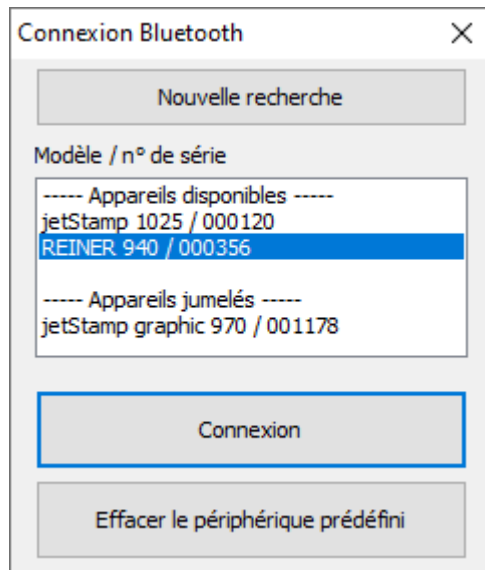 Connexion Bluetooth
Nouvelle recherche
Modèle / n° de série
----- Appareils disponibles -----
jetStamp 1025 / 000120
REINER 940 / 000356
----- Appareils jumelés -----
jetStamp graphic 970 / 001178
Connexion
Effacer le périphérique prédéfini